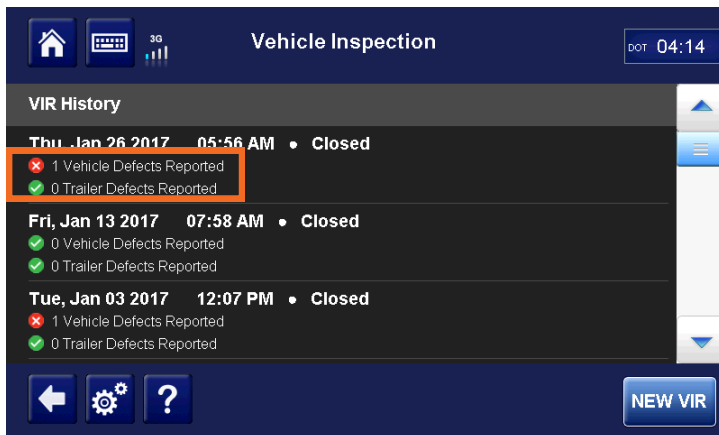 3G
Vehicle Inspection
DOT 04:14
VIR History
Thu, Jan 26 2017 05:56 AM • Closed
1 Vehicle Defects Reported
0 Trailer Defects Reported
Fri, Jan 13 2017 07:58 AM • Closed
0 Vehicle Defects Reported
0 Trailer Defects Reported
Tue, Jan 03 2017 12:07 PM • Closed
1 Vehicle Defects Reported
0 Trailer Defects Reported
?
NEW VIR